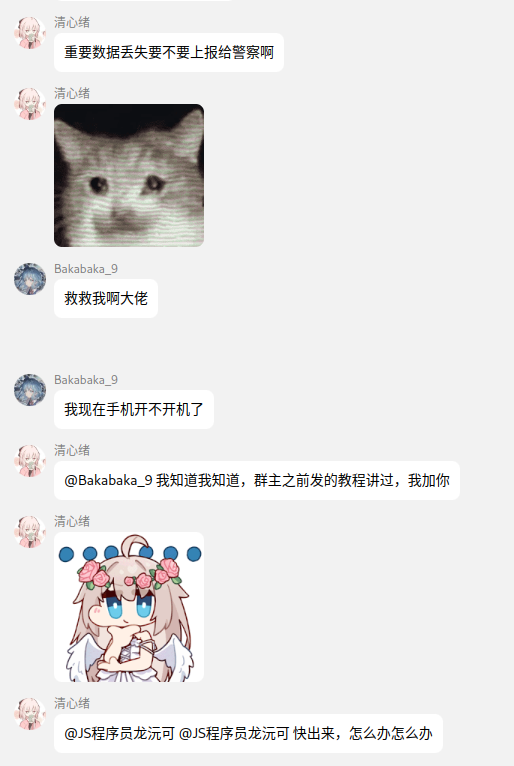 清心绪
重要数据丢失要不要上报给警察啊
清心绪
Bakabaka_9
救救我啊大佬
Bakabaka_9
我现在手机开不开机了
清心绪
@Bakabaka_9 我知道我知道，群主之前发的教程讲过，我加你
清心绪
清心绪
@JS程序员龙沅可 @JS程序员龙沅可 快出来，怎么办怎么办